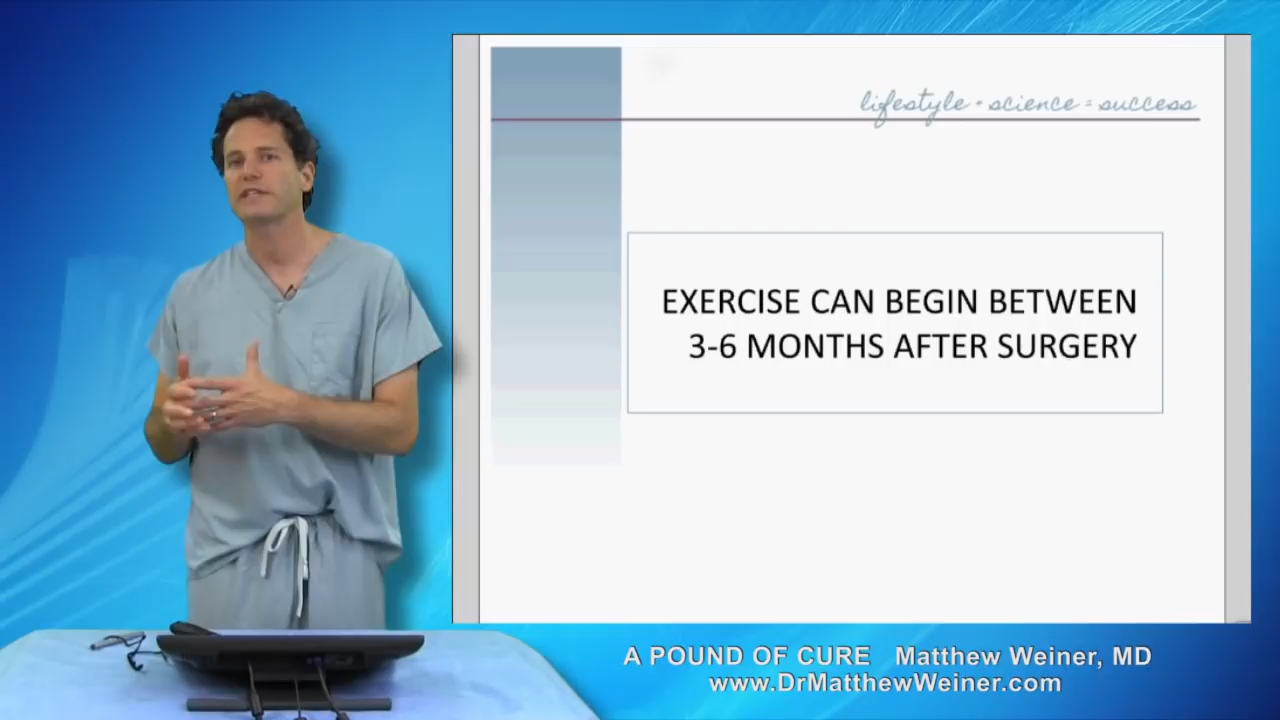 lifestyle + science = success
EXERCISE CAN BEGIN BETWEEN
3-6 MONTHS AFTER SURGERY
A POUND OF CURE Matthew Weiner, MD
www.DrMatthewWeiner.com